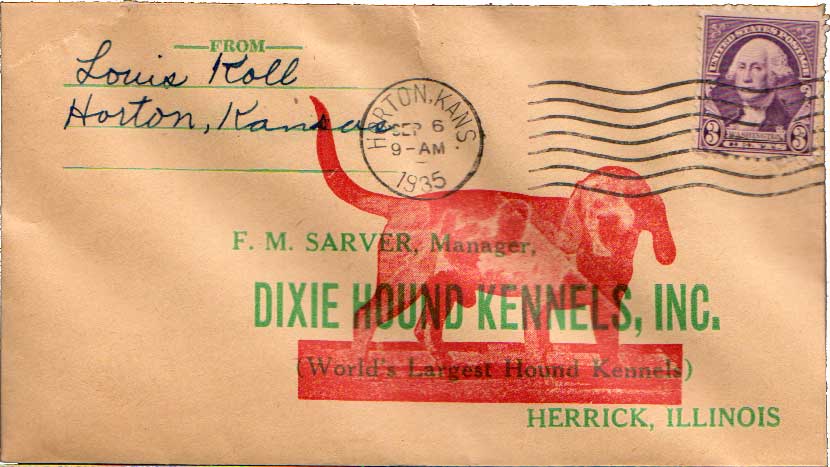 FROM
Louis Koll
Horton, Kansas
HORTON, KANS.
SEP 6
9-AM
1935
UNITED STATES POSTAGE
WASHINGTON
3 3
CENTS
F. M. SARVER, Manager,
DIXIE HOUND KENNELS, INC.
(World's Largest Hound Kennels)
HERRICK, ILLINOIS